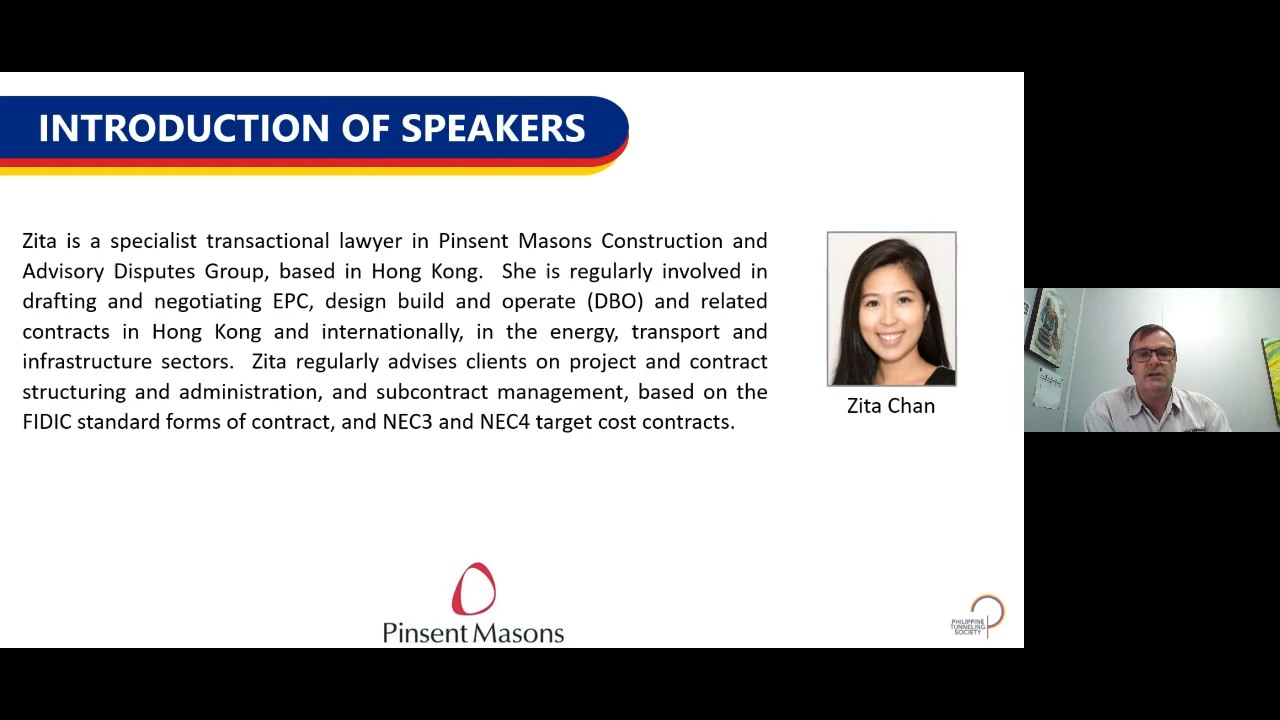 INTRODUCTION OF SPEAKERS
Zita is a specialist transactional lawyer in Pinsent Masons Construction and
Advisory Disputes Group, based in Hong Kong. She is regularly involved in
drafting and negotiating EPC, design build and operate (DBO) and related
contracts in Hong Kong and internationally, in the energy, transport and
infrastructure sectors. Zita regularly advises clients on project and contract
structuring and administration, and subcontract management, based on the
FIDIC standard forms of contract, and NEC3 and NEC4 target cost contracts.
Zita Chan
Pinsent Masons
PHILIPPINE
TUNNELING
SOCIETY